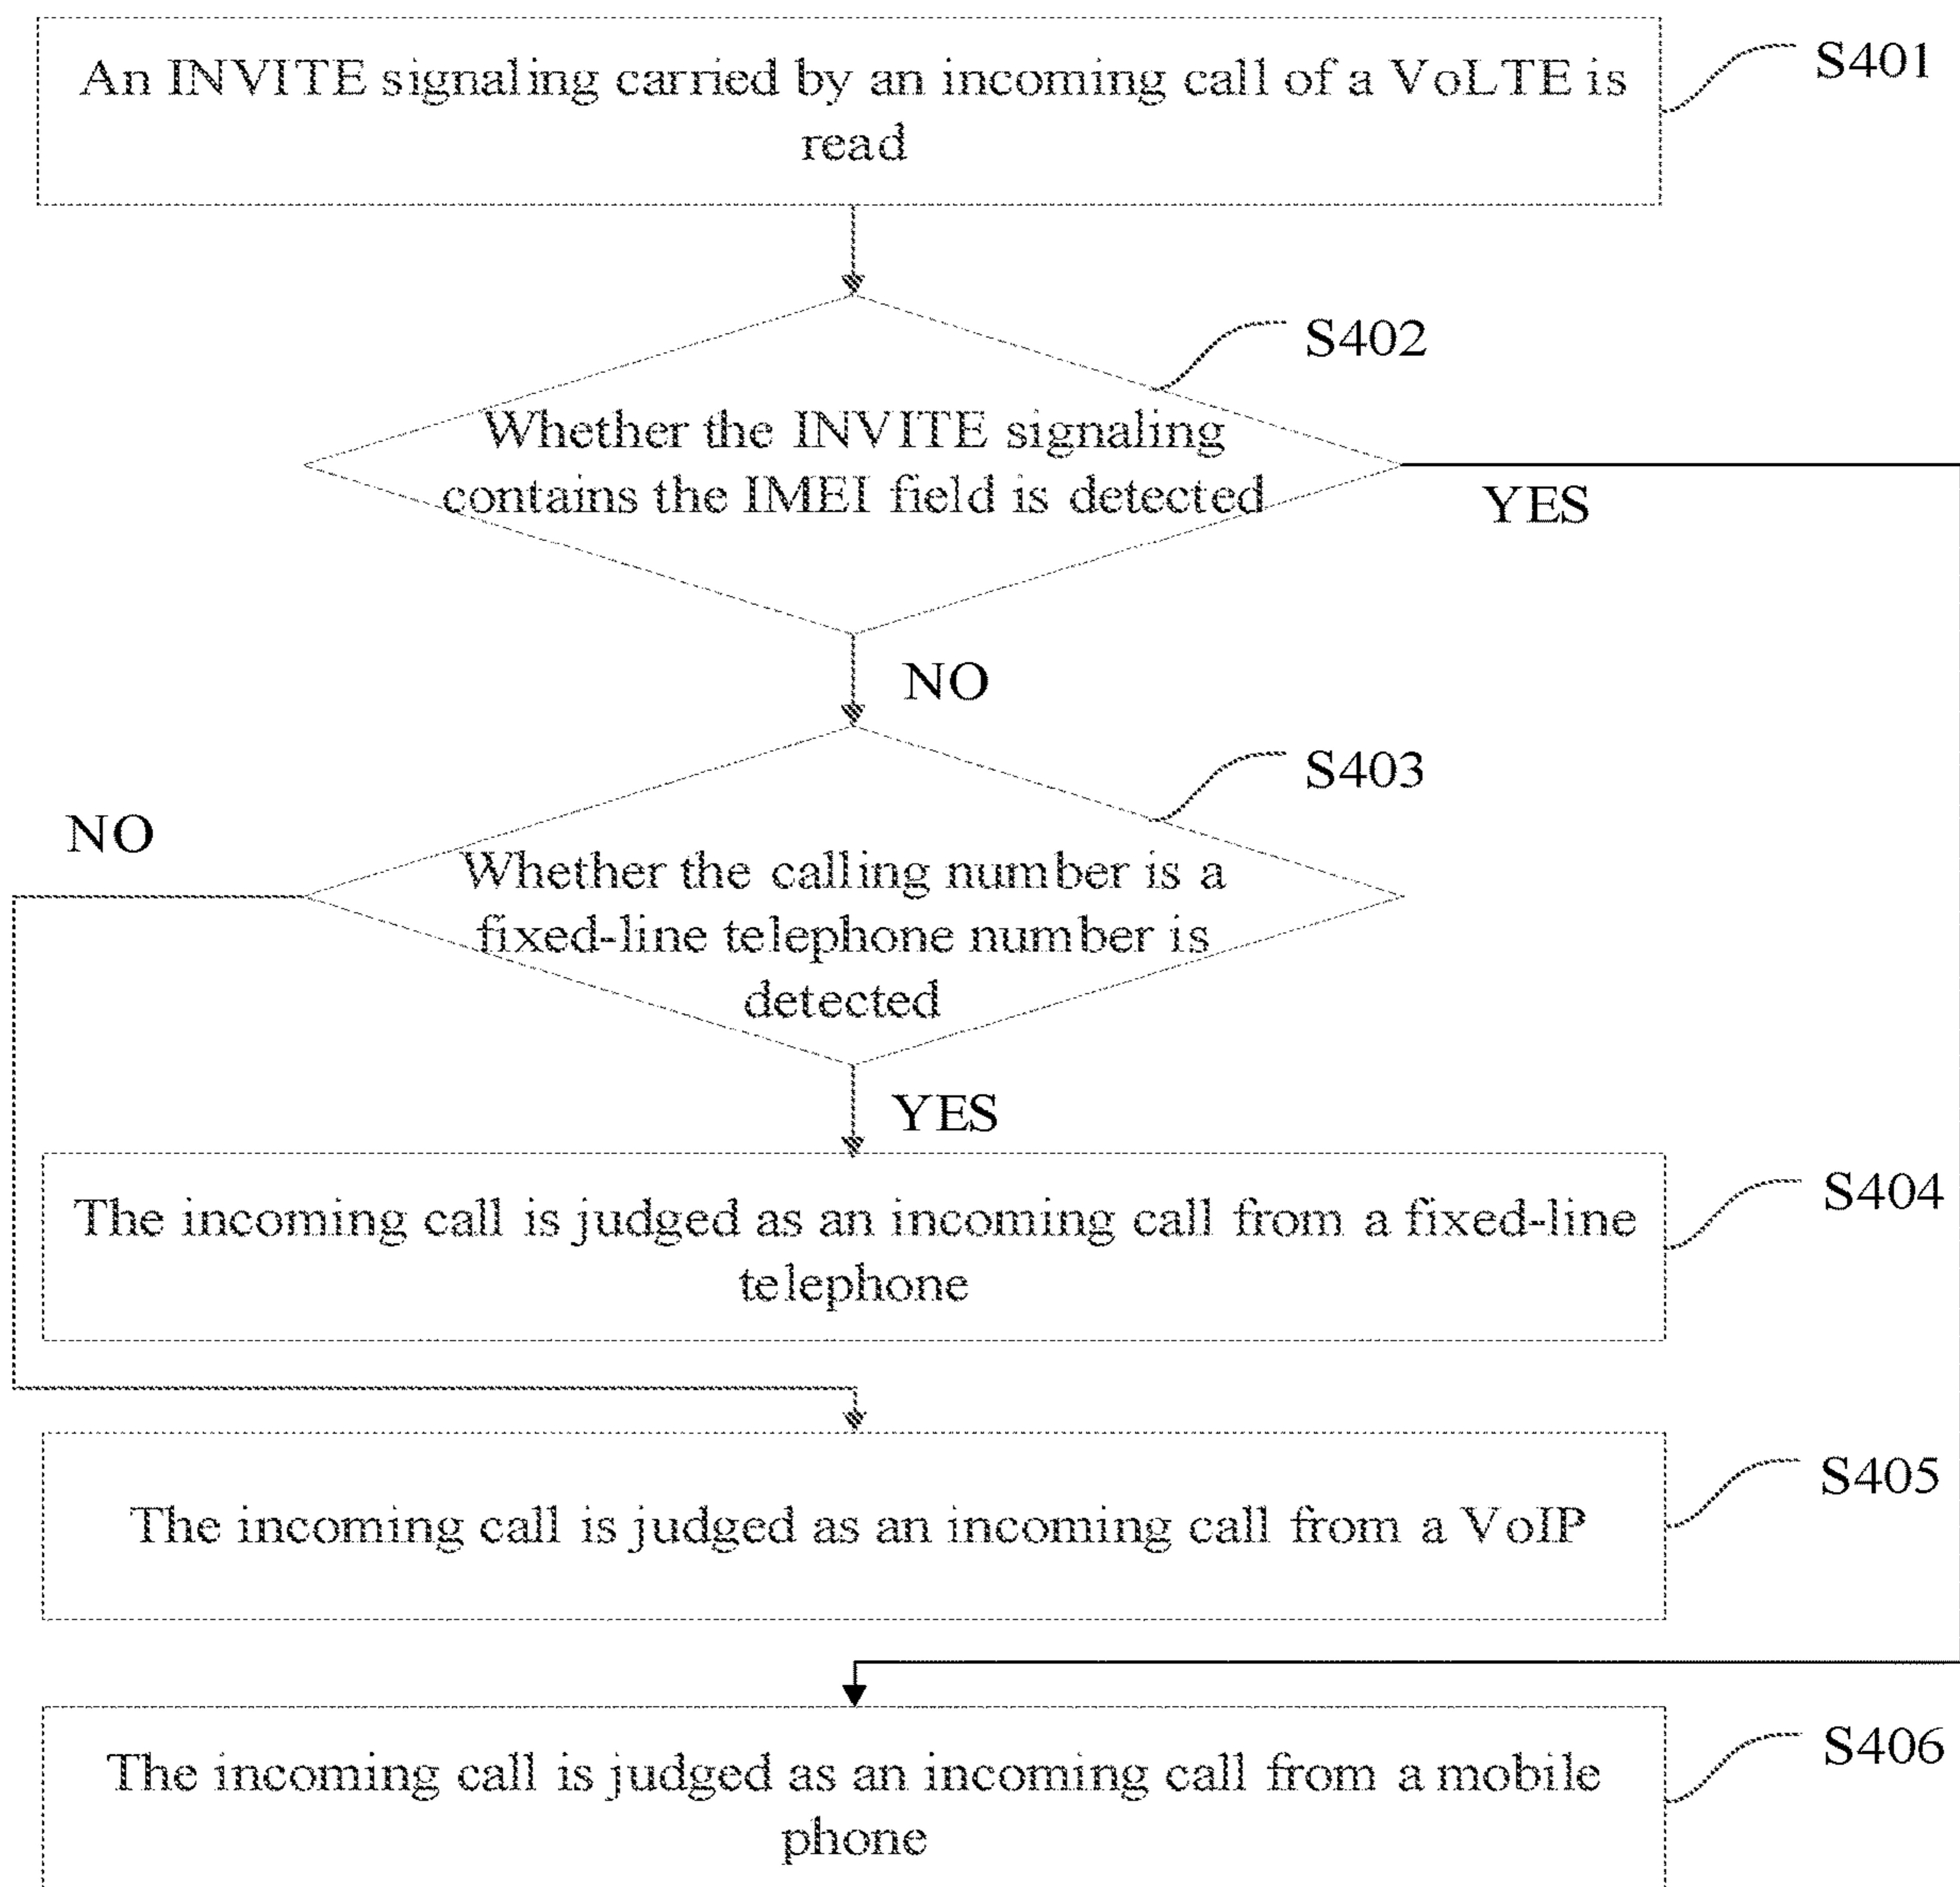 An INVITE signaling carried by an incoming call of a VoLTE is
read
S401
S402
Whether the INVITE signaling
contains the IMEI field is detected
YES
NO
S403
NO
Whether the calling number is a
fixed-line telephone number is
detected
YES
S404
The incoming call is judged as an incoming call from a fixed-line
telephone
S405
The incoming call is judged as an incoming call from a VoIP
S406
The incoming call is judged as an incoming call from a mobile
phone